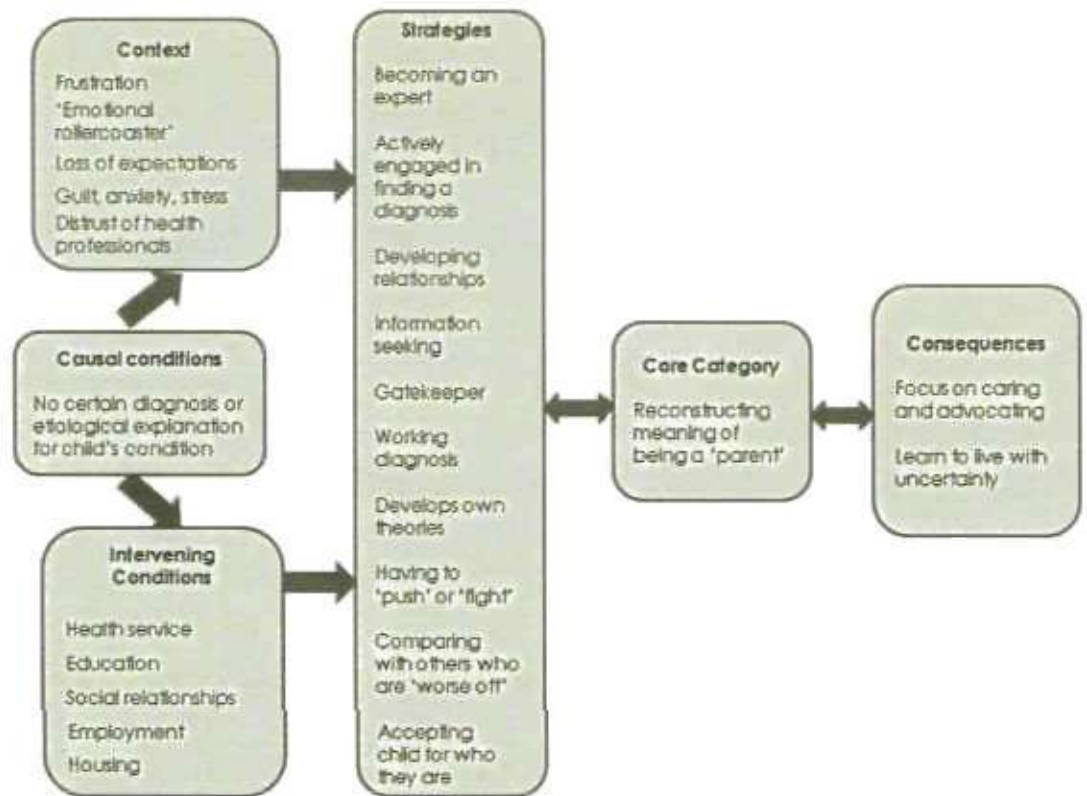 Context
Frustration
'Emotional
rollercoaster'
Loss of expectations
Guilt, anxiety, stress
Distrust of health
professionals
Causal conditions
No certain diagnosis or
etiological explanation
for child's condition
Intervening
Conditions
Health service
Education
Social relationships
Employment
Housing
Strategies
Becoming an
expert
Actively
engaged in
finding a
diagnosis
Developing
relationships
Information
seeking
Gatekeeper
Working
diagnosis
Develops own
theories
Having to
'push' or 'fight'
Comparing
with others who
are 'worse off'
Accepting
child for who
they are
Core Category
Reconstructing
meaning of
being a 'parent'
Consequences
Focus on caring
and advocating
Learn to live with
uncertainty